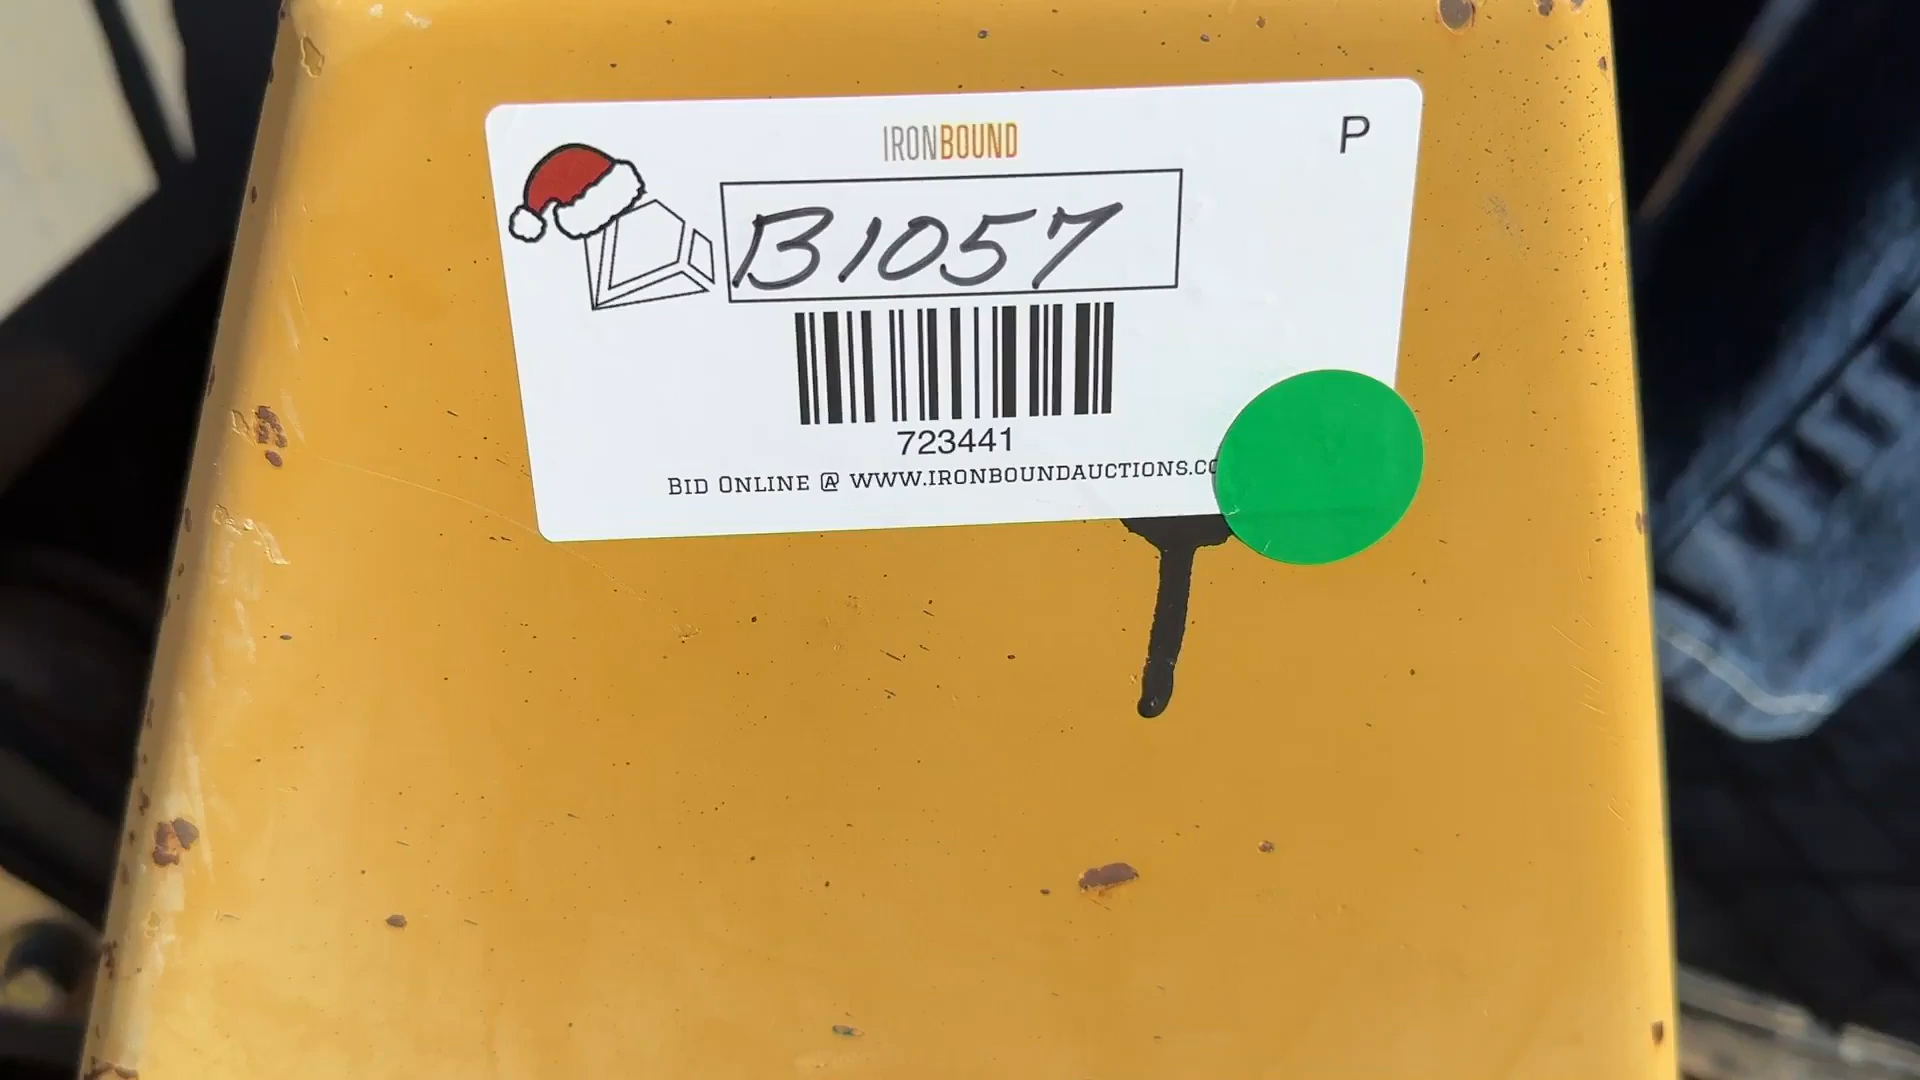 IRONBOUND
P
B1057
723441
BID ONLINE @ WWW.IRONBOUNDAUCTIONS.CO